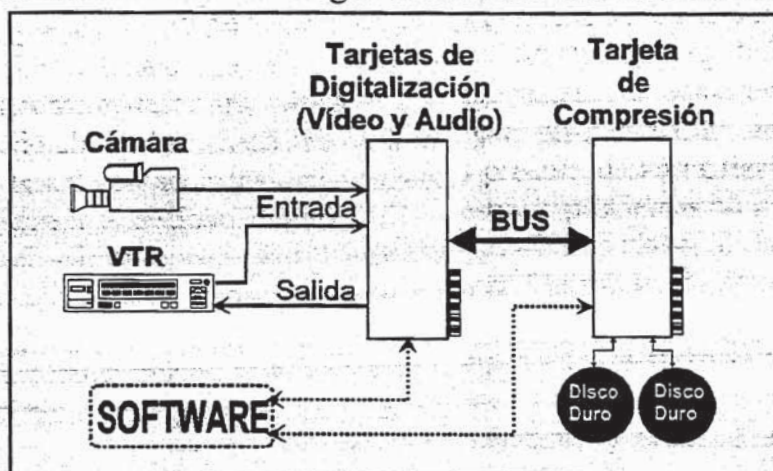 Tarjetas de
Digitalización
(Vídeo y Audio)
Tarjeta
de
Compresión
Cámara
Entrada
BUS
VTR
Salida
SOFTWARE
Disco
Duro
Disco
Duro